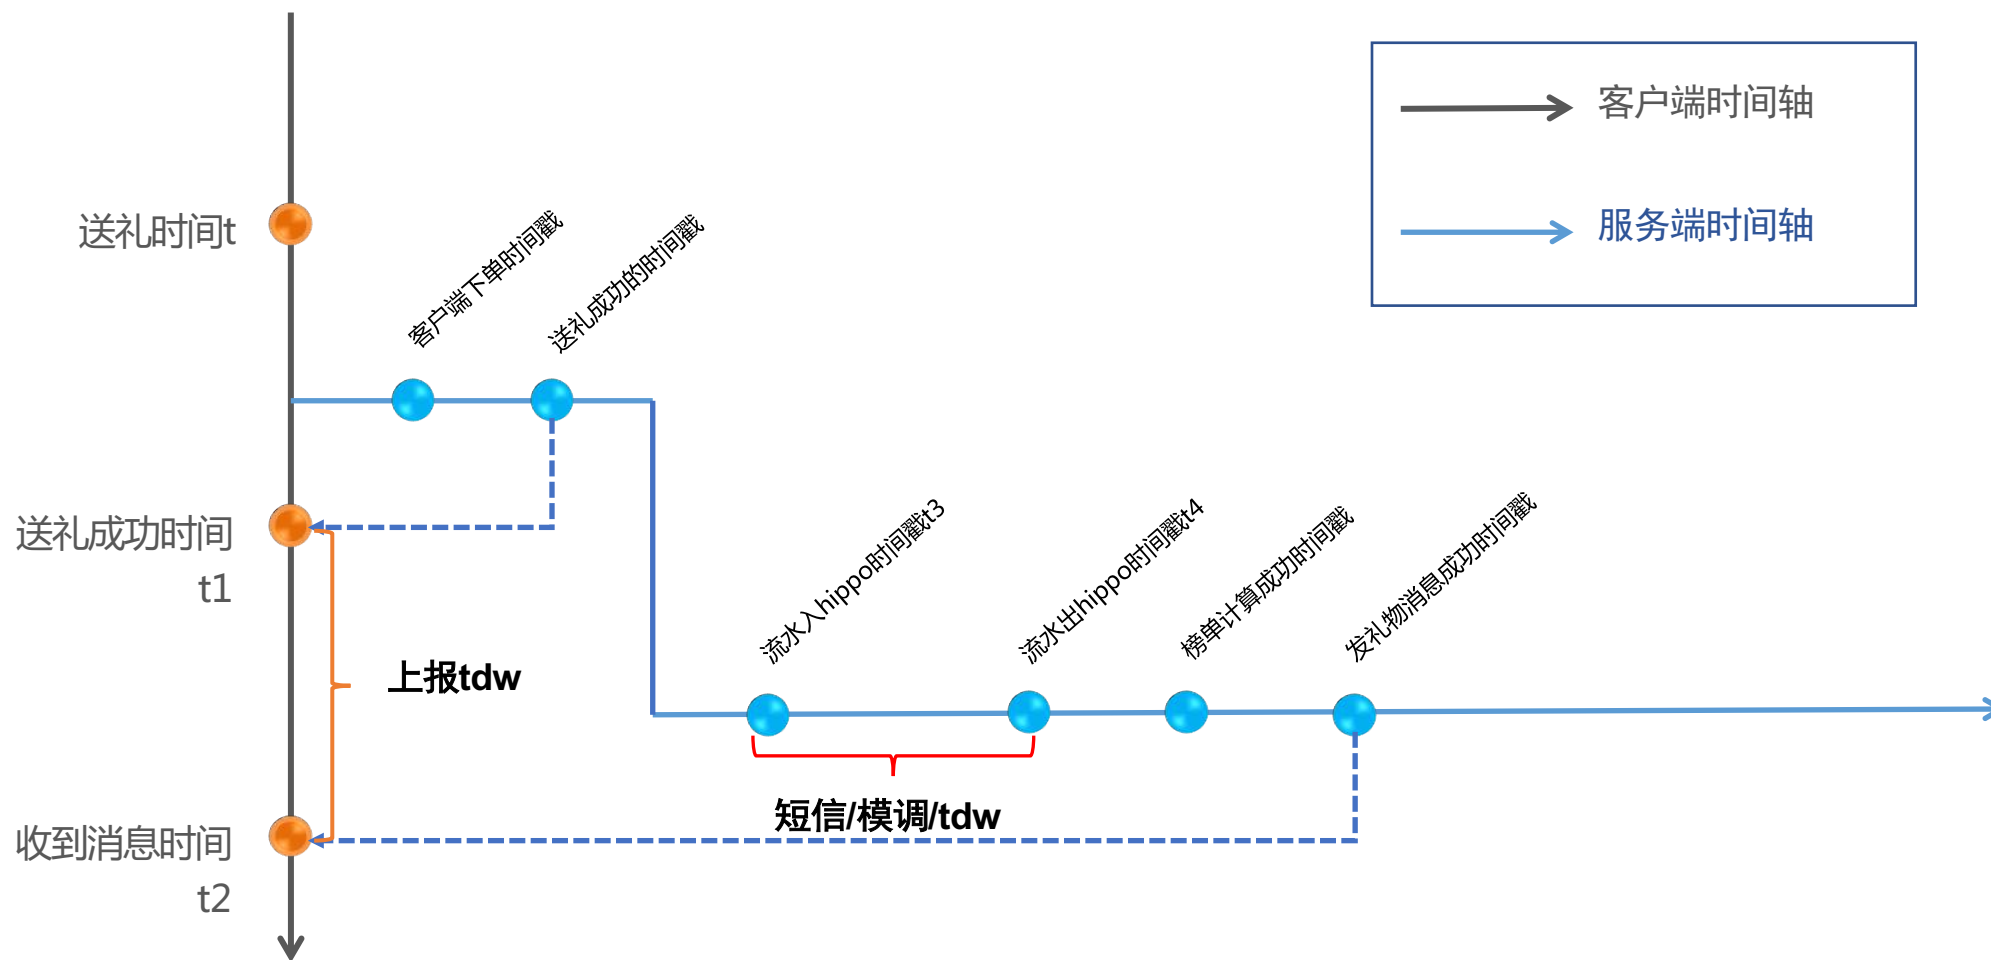 客户端时间轴
服务端时间轴
送礼时间t
客户端下单时间戳
送礼成功的时间戳
送礼成功时间
t1
流水入hippo时间戳t3
流水出hippo时间戳t4
榜单计算成功时间戳
发礼物消息成功时间戳
上报tdw
短信/模调/tdw
收到消息时间
t2